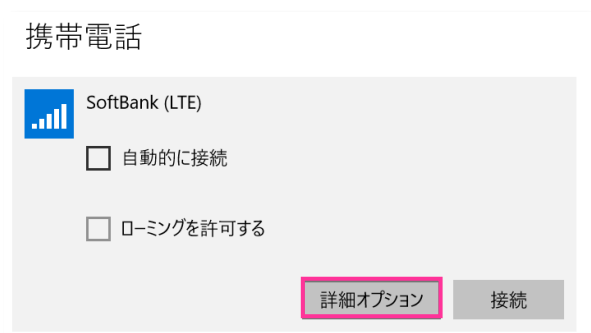 携帯電話
SoftBank (LTE)
自動的に接続
ローミングを許可する
詳細オプション
接続